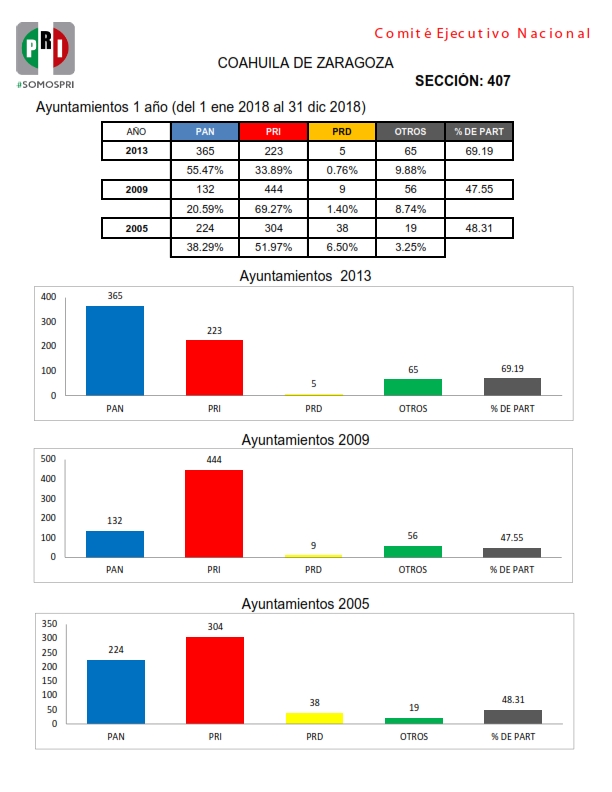 Comité Ejecutivo Nacional
PRI
#SOMOSPRI
COAHUILA DE ZARAGOZA
SECCIÓN: 407
Ayuntamientos 1 año (del 1 ene 2018 al 31 dic 2018)
AÑO PAN PRI PRD OTROS % DE PART
2013 365 223 5 65 69.19
55.47% 33.89% 0.76% 9.88%
2009 132 444 9 56 47.55
20.59% 69.27% 1.40% 8.74%
2005 224 304 38 19 48.31
38.29% 51.97% 6.50% 3.25%
Ayuntamientos 2013
400
300
200
100
0
365
223
5
65
69.19
PAN PRI PRD OTROS % DE PART
Ayuntamientos 2009
500
400
300
200
100
0
132
444
9
56
47.55
PAN PRI PRD OTROS % DE PART
Ayuntamientos 2005
350
300
250
200
150
100
50
0
224
304
38
19
48.31
PAN PRI PRD OTROS % DE PART